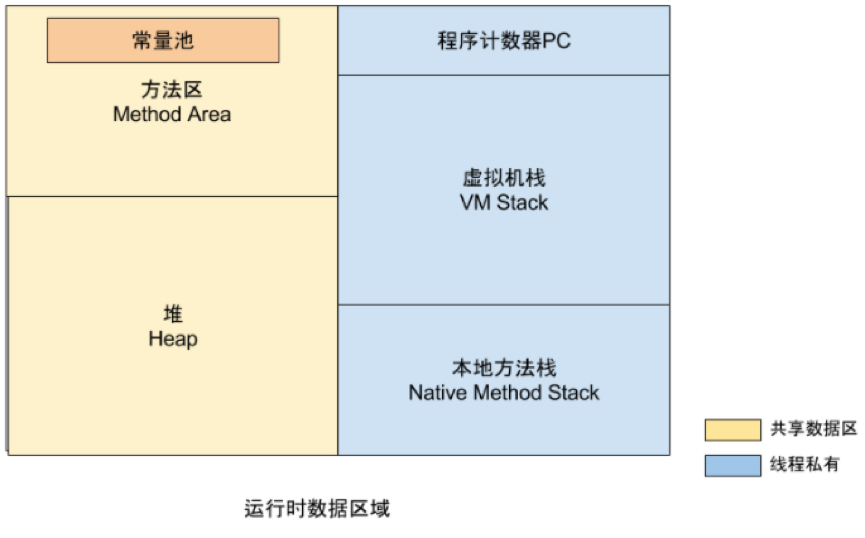 常量池
方法区
Method Area
堆
Heap
程序计数器PC
虚拟机栈
VM Stack
本地方法栈
Native Method Stack
共享数据区
线程私有
运行时数据区域